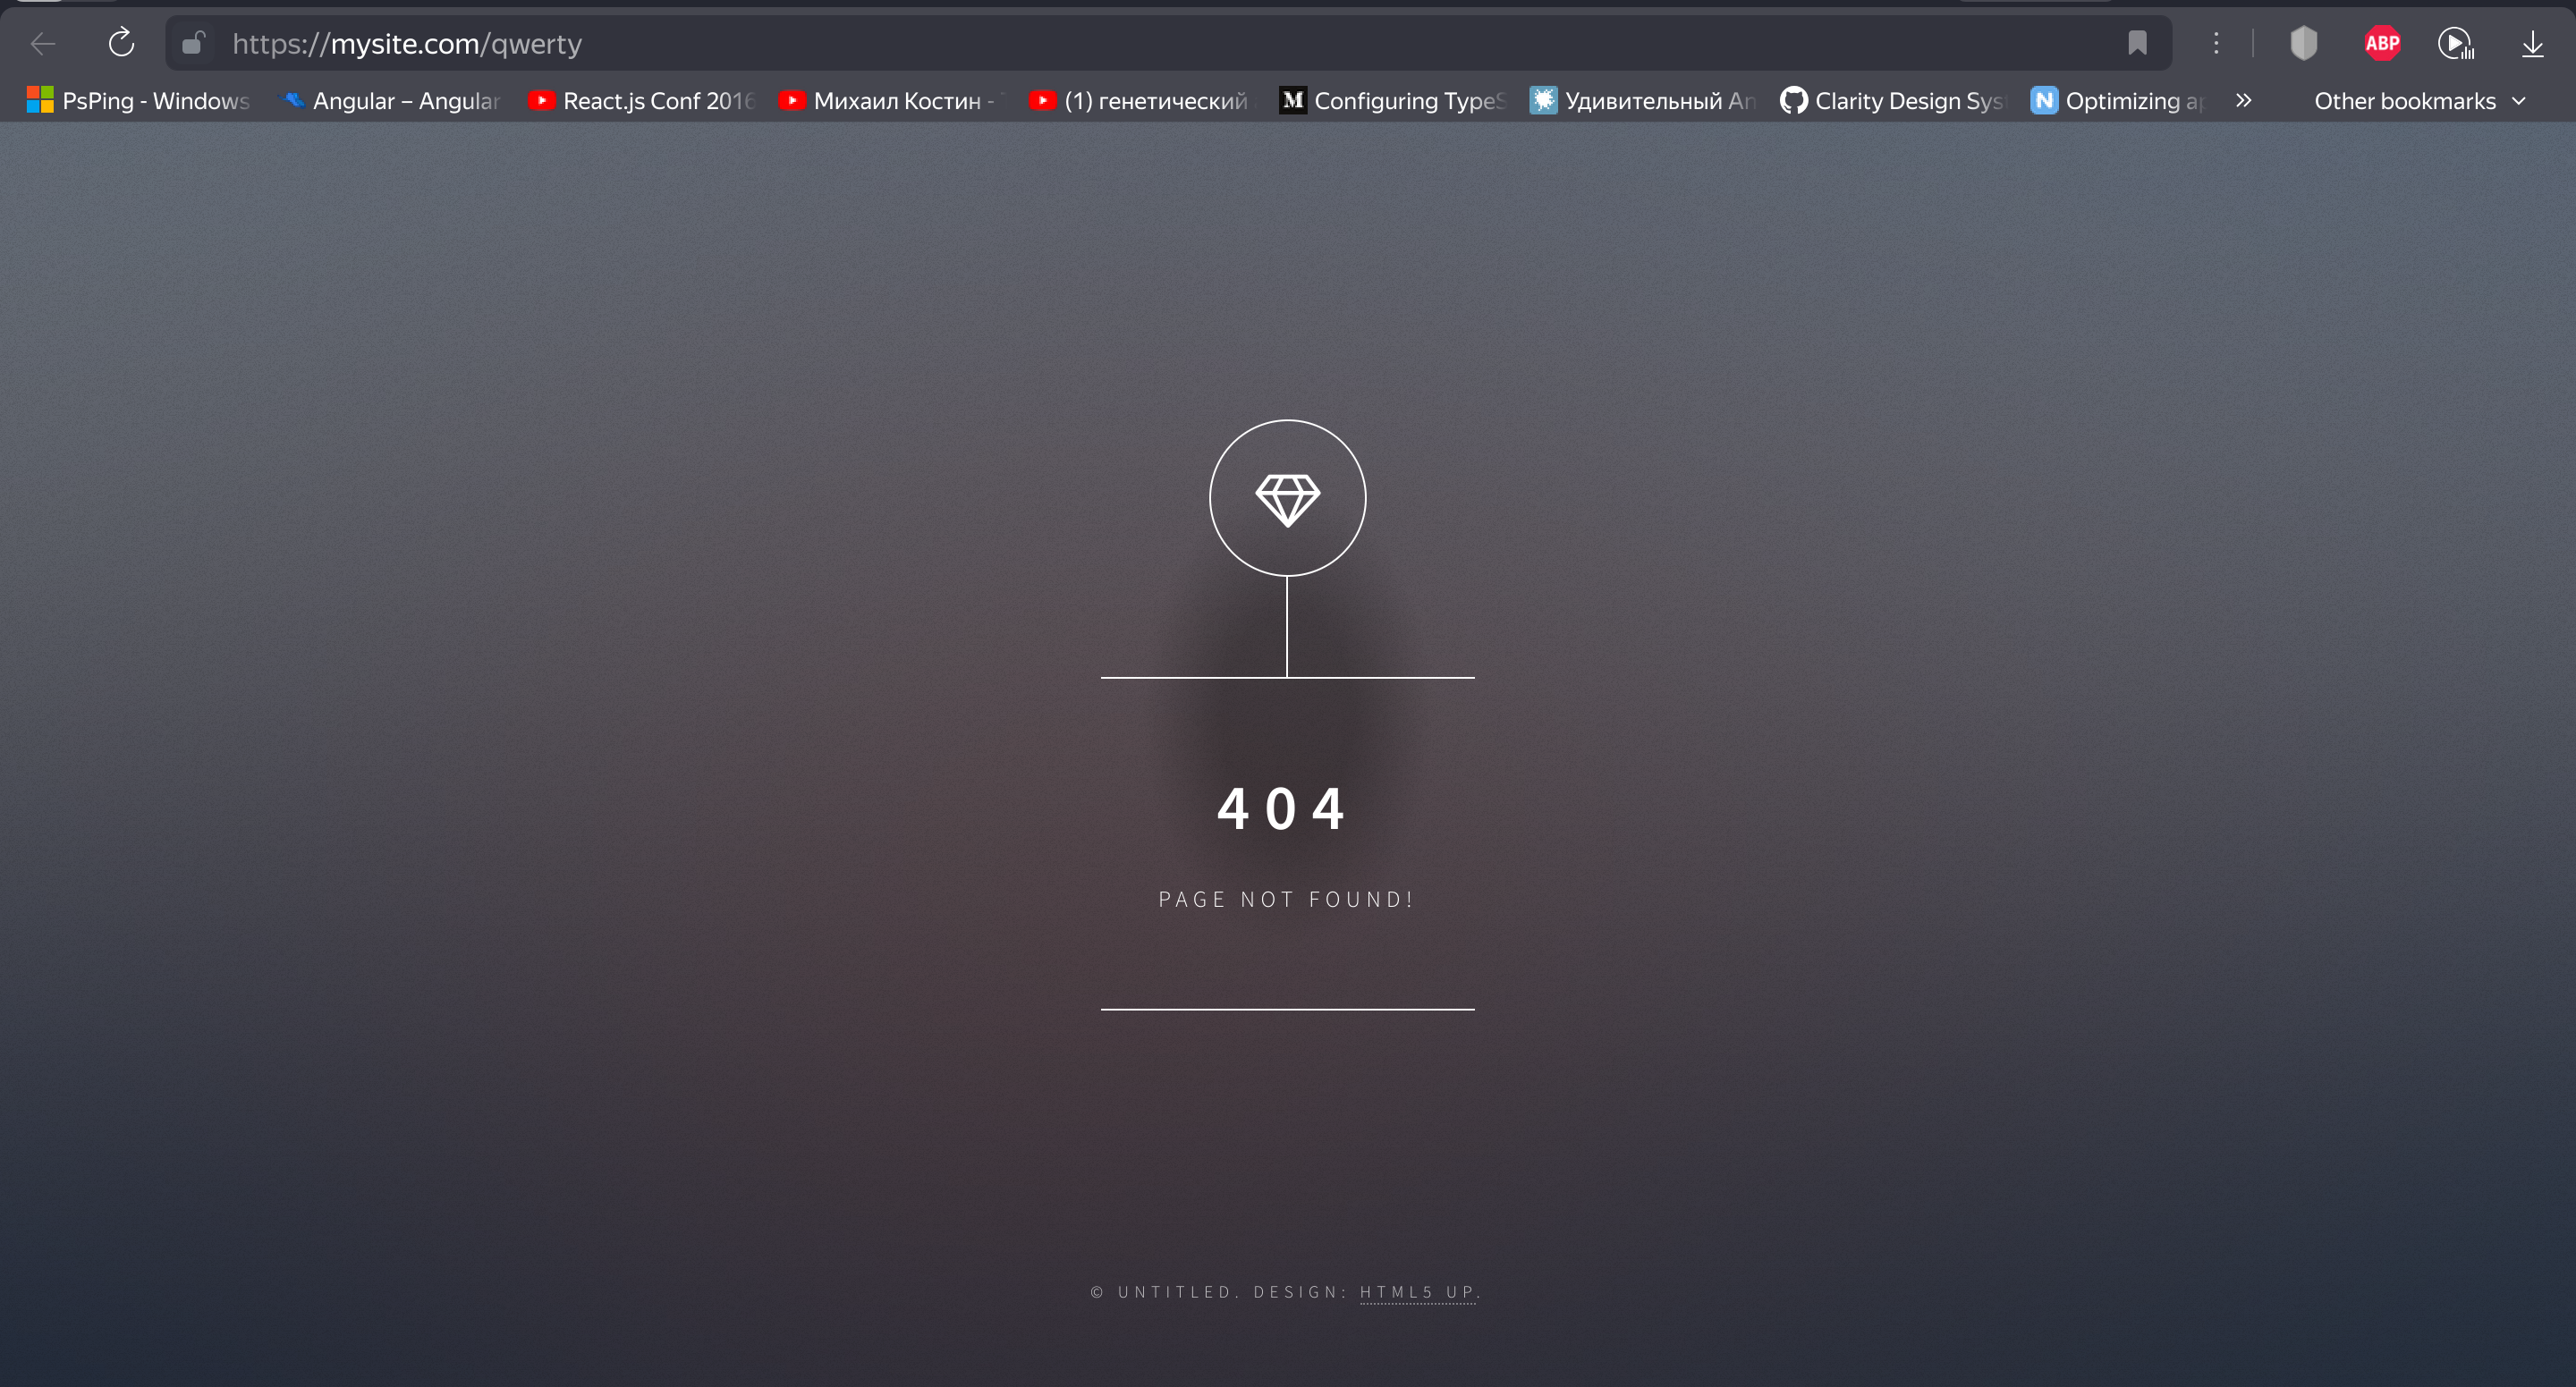 https://mysite.com/qwerty
ABP
PsPing - Windows
Angular – Angular
React.js Conf 2016
Михаил Костин -
(1) генетический
M Configuring TypeS
Удивительный An
Clarity Design Sys
N Optimizing ap
Other bookmarks
404
PAGE NOT FOUND!
© UNTITLED. DESIGN: HTML5 UP.